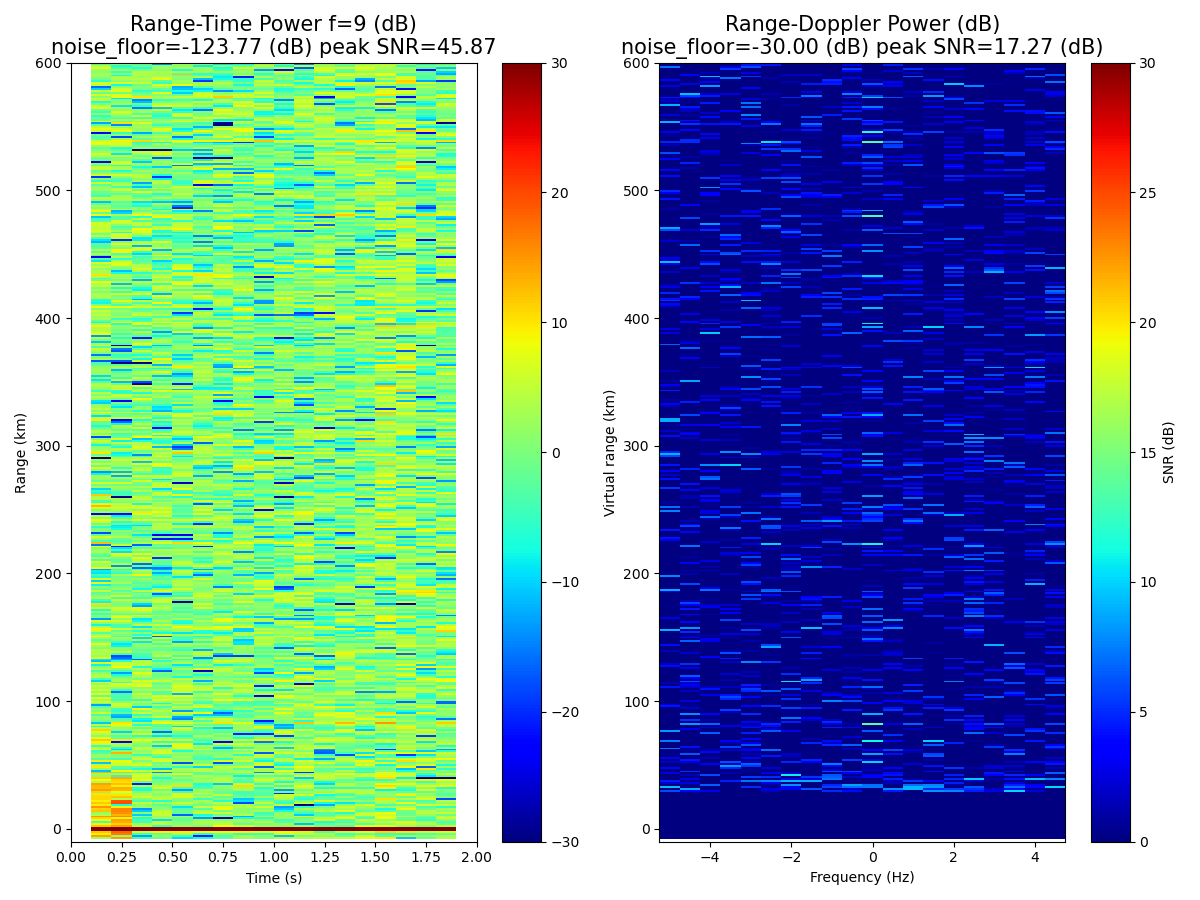 Range-Time Power f=9 (dB)
noise_floor=-123.77 (dB) peak SNR=45.87
Range (km)
600
500
400
300
200
100
0
0.00 0.25 0.50 0.75 1.00 1.25 1.50 1.75 2.00
Time (s)
30
20
10
0
−10
−20
−30
Range-Doppler Power (dB)
noise_floor=-30.00 (dB) peak SNR=17.27 (dB)
Virtual range (km)
600
500
400
300
200
100
0
−4 −2 0 2 4
Frequency (Hz)
30
25
20
15
10
5
0
SNR (dB)